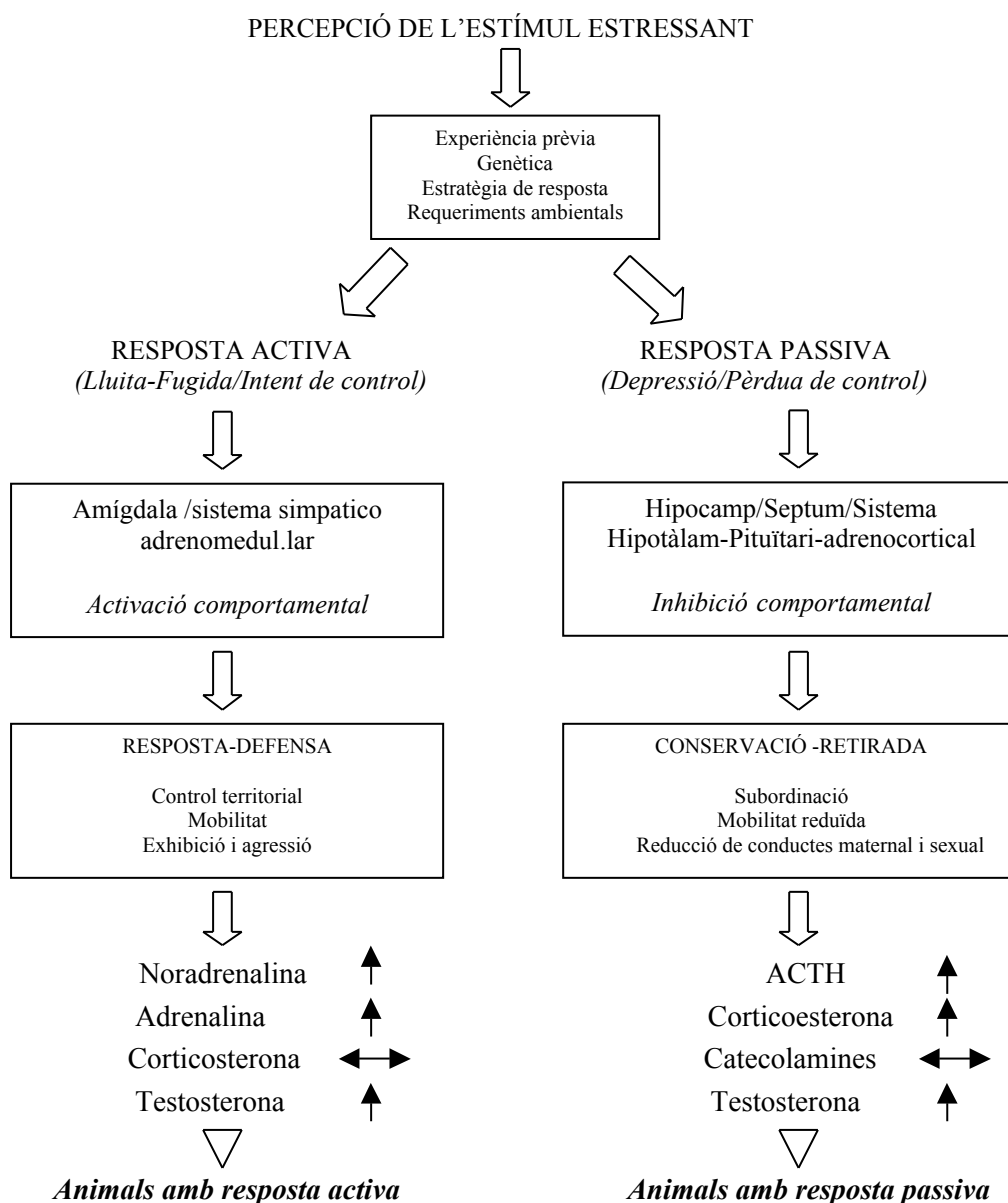 PERCEPCIÓ DE L'ESTÍMUL ESTRESSANT
Experiència prèvia
Genètica
Estratègia de resposta
Requeriments ambientals
RESPOSTA ACTIVA
(Lluita-Fugida/Intent de control)
Amígdala /sistema simpatico
adrenomedul.lar
Activació comportamental
RESPOSTA-DEFENSA
Control territorial
Mobilitat
Exhibició i agressió
Noradrenalina
Adrenalina
Corticosterona
Testosterona
Animals amb resposta activa
RESPOSTA PASSIVA
(Depressió/Pèrdua de control)
Hipocamp/Septum/Sistema
Hipotàlam-Pituïtari-adrenocortical
Inhibició comportamental
CONSERVACIÓ -RETIRADA
Subordinació
Mobilitat reduïda
Reducció de conductes maternal i sexual
ACTH
Corticoesterona
Catecolamines
Testosterona
Animals amb resposta passiva